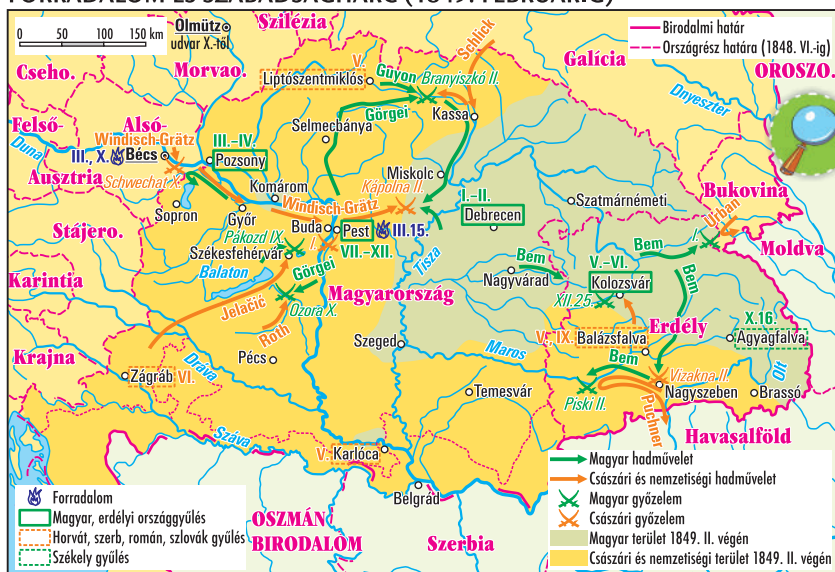 FORRADALOM ÉS SZABADSÁGHARC (1849. FEBRUÁRIG)
0 50 100 150 km
Olmütz
udvar X.-től
Szilézia
Cseho.
Morvao.
Galícia
OROSZO.
Birodalmi határ
Országrész határa (1848. VI.-ig)
Dnyeszter
Schlick
V.
Liptószentmiklós
Guyon
Branyiszkó II.
Görgei
Kassa
Selmecbánya
Felső-
Ausztria
Alsó-
Duna
Windisch-Grätz
III., X.
Bécs
III.–IV.
Pozsony
Schwechat X.
Sopron
Győr
Komárom
Miskolc
Kápolna II.
Windisch-Grätz
I.–II.
Debrecen
Szatmárnémeti
Bukovina
Urban
Moldva
Stájero.
Karintia
Krajna
Buda
Pest
III.15.
I.
VII.–XII.
Pákozd IX.
Székesfehérvár
Balaton
Görgei
Ozora X.
Jelačić
Roth
Magyarország
Tisza
Bem
Nagyvárad
V.–VI.
Kolozsvár
XII.25.
Bem
I.
Bem
Erdély
X.16.
Agyagfalva
V., IX.
Balázsfalva
Szeged
Maros
Bem
Vizakna II.
Nagyszeben
Olt
Brassó
Piski II.
Puchner
Pécs
Dráva
Zágráb
VI.
Temesvár
Száva
V.
Karlóca
Belgrád
Havasalföld
OSZMÁN
BIRODALOM
Szerbia
Forradalom
Magyar, erdélyi országgyűlés
Horvát, szerb, román, szlovák gyűlés
Székely gyűlés
Magyar hadművelet
Császári és nemzetiségi hadművelet
Magyar győzelem
Császári győzelem
Magyar terület 1849. II. végén
Császári és nemzetiségi terület 1849. II. végén